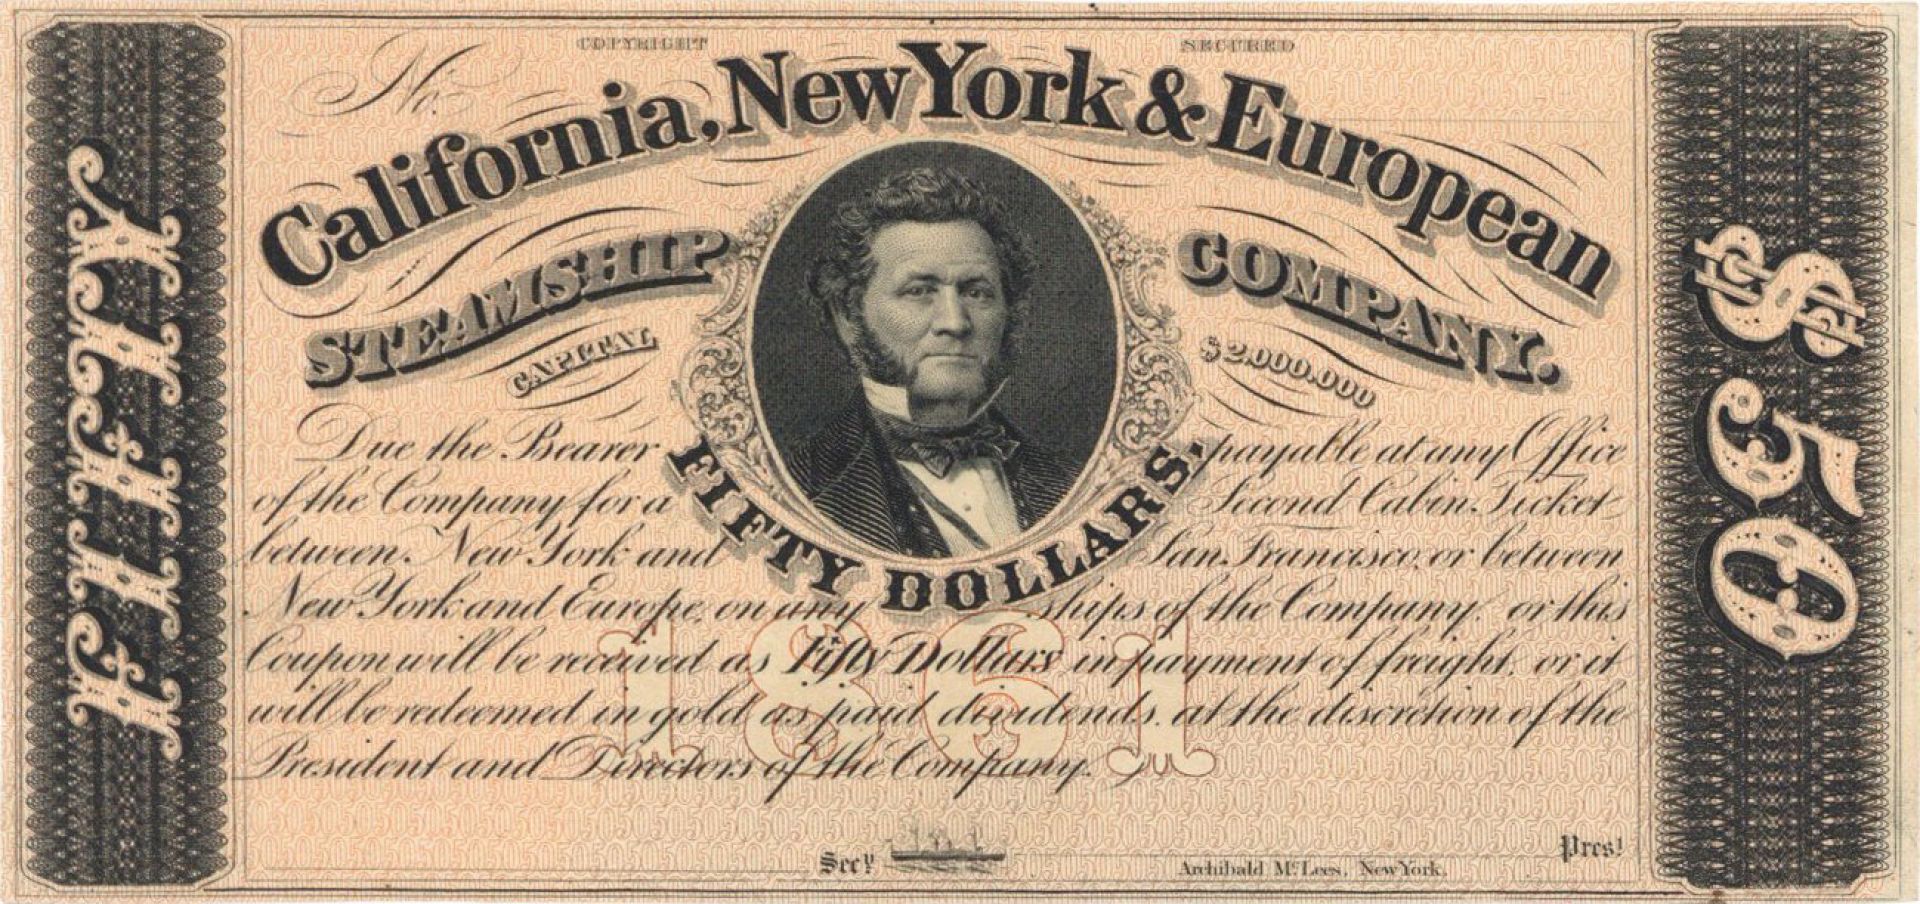 COPYRIGHT SECURED
No.
California, New York & European
STEAMSHIP COMPANY.
CAPITAL $2.000.000
Due the Bearer FIFTY DOLLARS, payable at any Office
of the Company for a Second Cabin Ticket
between New York and San Francisco, or between
New York and Europe, on any ships of the Company, or this
Coupon will be received as Fifty Dollars in payment of freight, or it
will be redeemed in gold as paid dividends, at the discretion of the
President and Directors of the Company.
1861
Secy.
Archibald McLees, New York.
Prest
FIFTY
$50